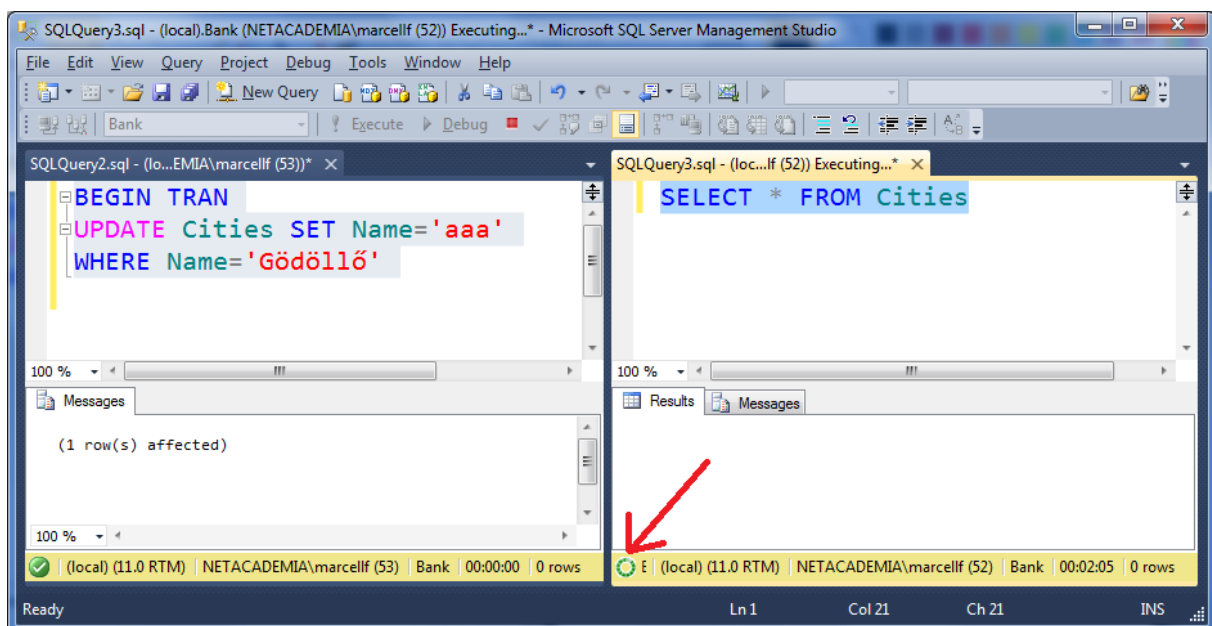 SQLQuery3.sql - (local).Bank (NETACADEMIA\marcellf (52)) Executing...* - Microsoft SQL Server Management Studio
File Edit View Query Project Debug Tools Window Help
New Query
Bank Execute Debug
SQLQuery2.sql - (lo...EMIA\marcellf (53))*
BEGIN TRAN
UPDATE Cities SET Name='aaa'
WHERE Name='Gödöllő'
100 %
Messages
(1 row(s) affected)
100 %
(local) (11.0 RTM) NETACADEMIA\marcellf (53) Bank 00:00:00 0 rows
SQLQuery3.sql - (loc...lf (52)) Executing...*
SELECT * FROM Cities
100 %
Results Messages
E (local) (11.0 RTM) NETACADEMIA\marcellf (52) Bank 00:02:05 0 rows
Ready Ln 1 Col 21 Ch 21 INS